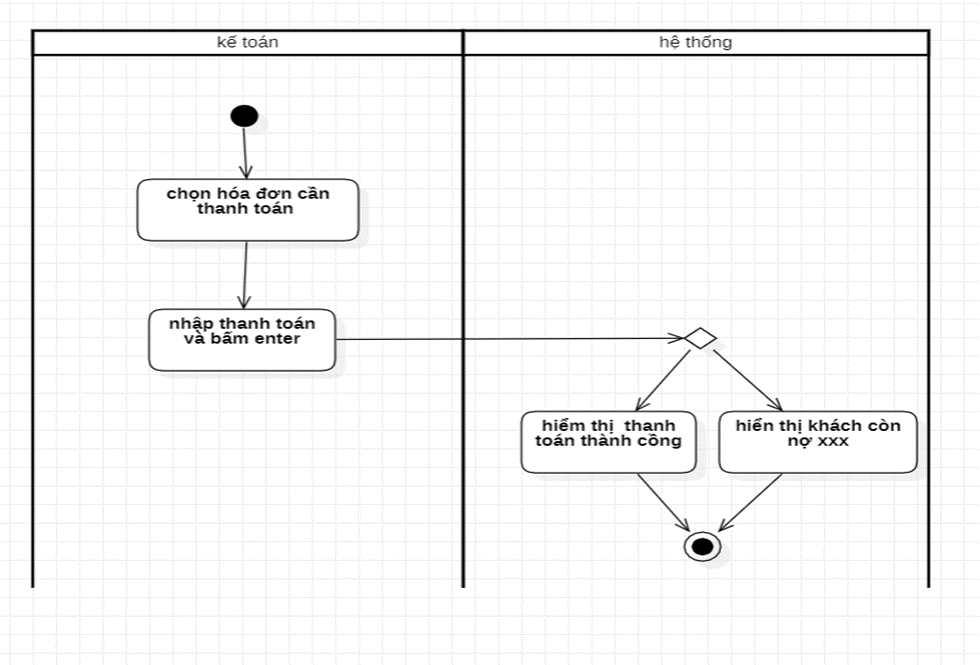 kế toán
hệ thống
chọn hóa đơn cần
thanh toán
nhập thanh toán
và bấm enter
hiểm thị thanh
toán thành công
hiển thị khách còn
nợ xxx